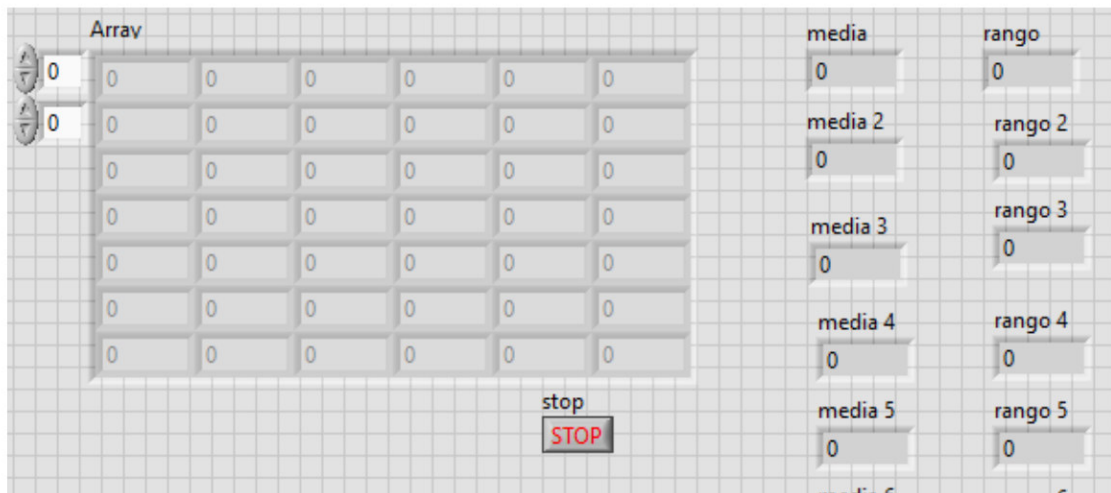 Array
0
0
0 0 0 0 0 0
0 0 0 0 0 0
0 0 0 0 0 0
0 0 0 0 0 0
0 0 0 0 0 0
0 0 0 0 0 0
0 0 0 0 0 0
stop
STOP
media
0
media 2
0
media 3
0
media 4
0
media 5
0
rango
0
rango 2
0
rango 3
0
rango 4
0
rango 5
0